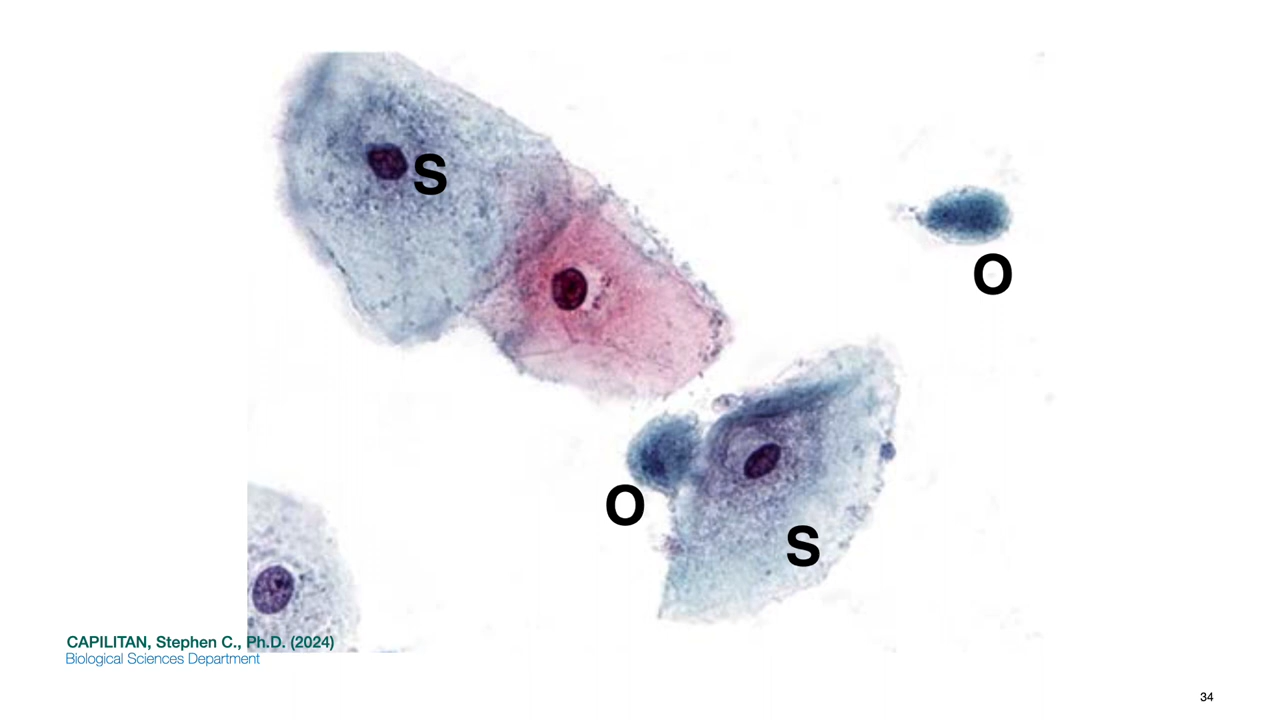 S
O
O
S
CAPILITAN, Stephen C., Ph.D. (2024)
Biological Sciences Department
34